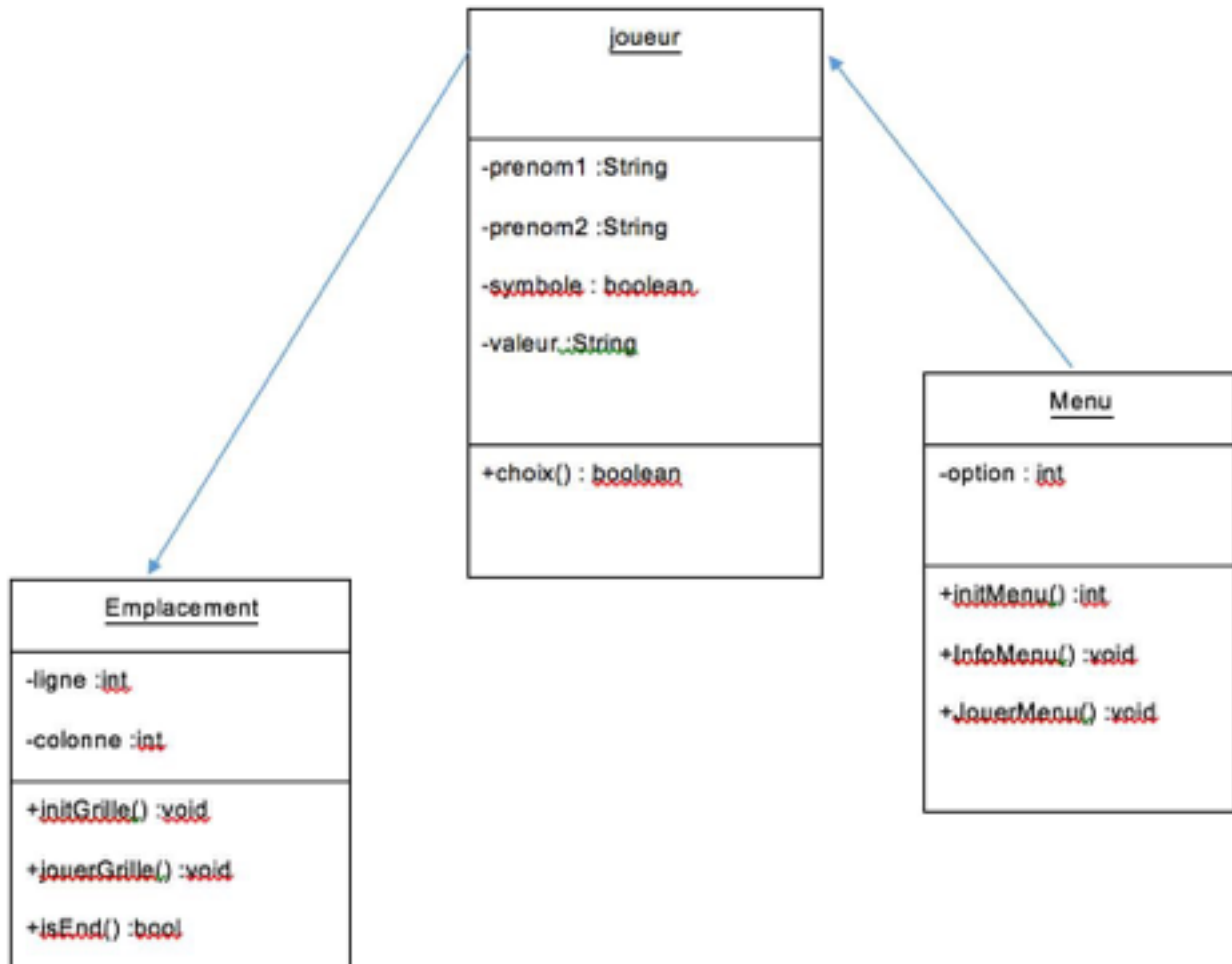 joueur
-prenom1 :String
-prenom2 :String
-symbole : boolean
-valeur :String
+choix() : boolean
Menu
-option : int
+initMenu() :int
+InfoMenu() :void
+JouerMenu() :void
Emplacement
-ligne :int
-colonne :int
+initGrille() :void
+jouerGrille() :void
+isEnd() :bool